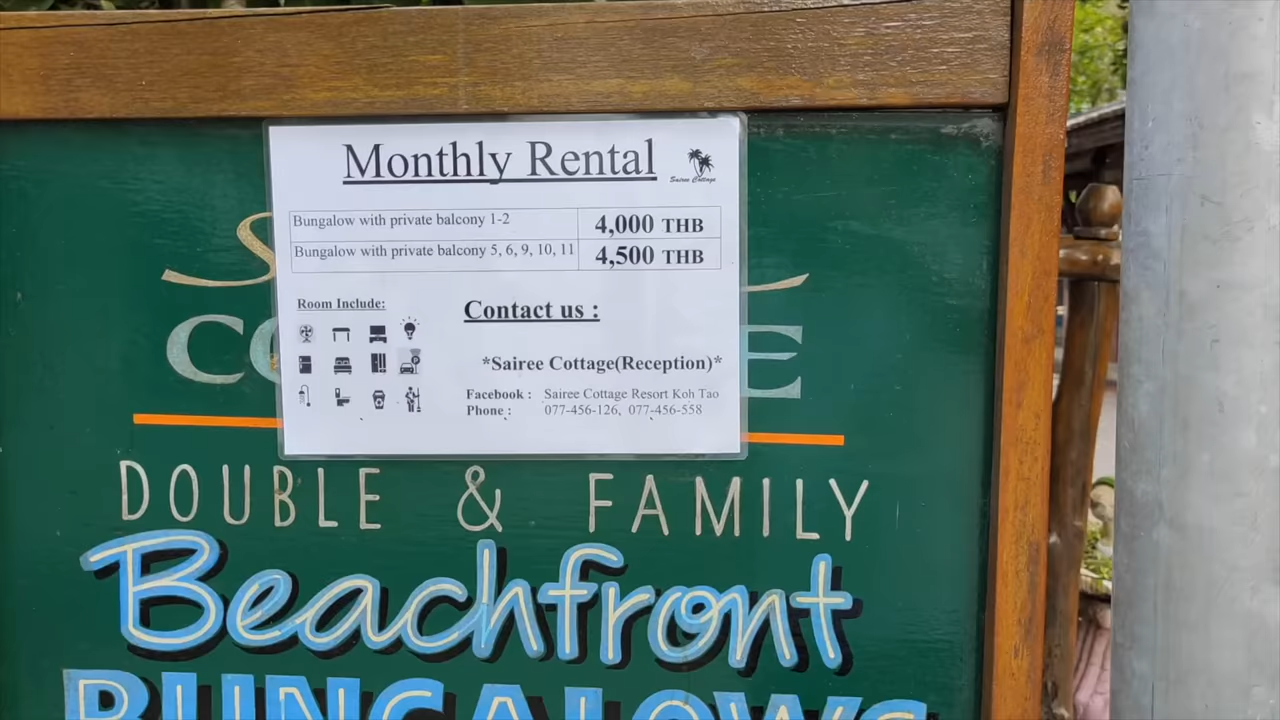 Monthly Rental
Sairee Cottage
Bungalow with private balcony 1-2 4,000 THB
Bungalow with private balcony 5, 6, 9, 10, 11 4,500 THB
Room Include:
Contact us :
*Sairee Cottage(Reception)*
Facebook : Sairee Cottage Resort Koh Tao
Phone : 077-456-126, 077-456-558
DOUBLE & FAMILY
Beachfront
BUNGALOWS